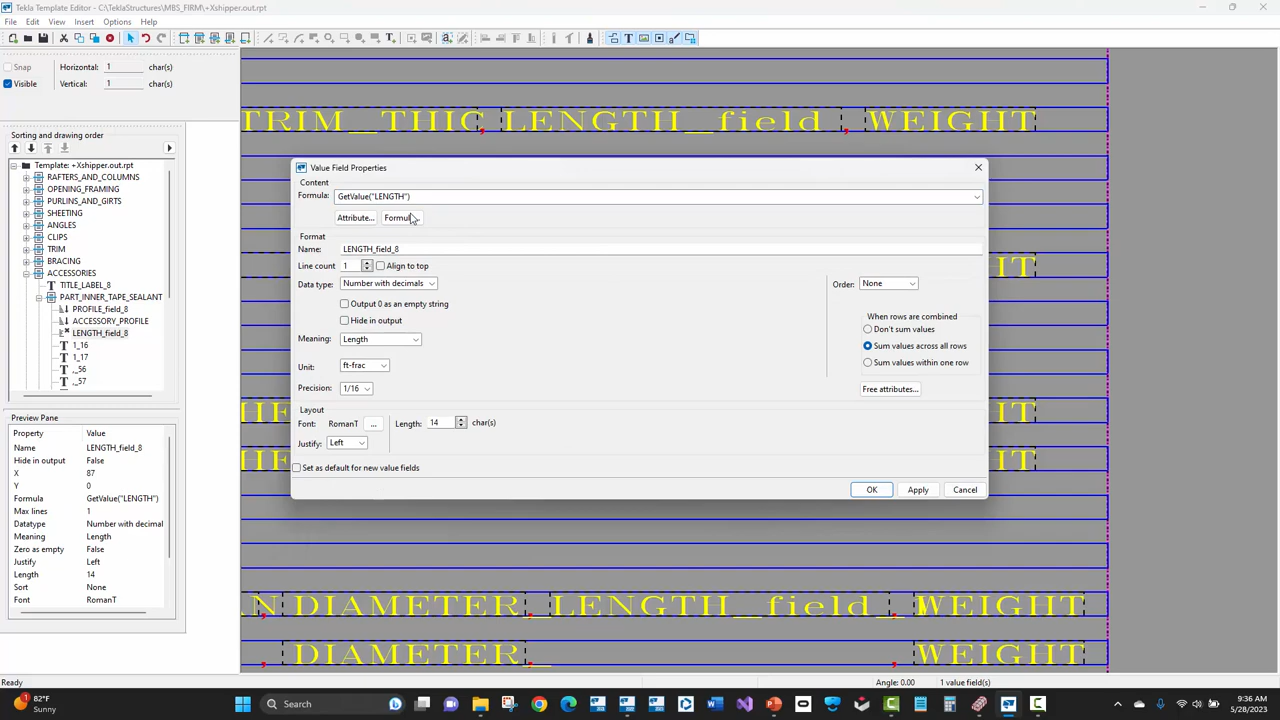 Tekla Template Editor - C:\TeklaStructures\MBS_FIRM\+Xshipper.out.rpt
File Edit View Insert Options Help
Snap Horizontal: 1 char(s)
Visible Vertical: 1 char(s)
Sorting and drawing order
Template: +Xshipper.out.rpt
RAFTERS_AND_COLUMNS
OPENING_FRAMING
PURLINS_AND_GIRTS
SHEETING
ANGLES
CLIPS
TRIM
BRACING
ACCESSORIES
TITLE_LABEL_8
PART_INNER_TAPE_SEALANT
PROFILE_field_8
ACCESSORY_PROFILE
LENGTH_field_8
1_16
1_17
,_56
,_57
Preview Pane
Property Value
Name LENGTH_field_8
Hide in output False
X 87
Y 0
Formula GetValue("LENGTH")
Max lines 1
Datatype Number with decimal
Meaning Length
Zero as empty False
Justify Left
Length 14
Sort None
Font RomanT
TRIM_THIC, LENGTH_field , WEIGHT
Value Field Properties
Content
Formula: GetValue("LENGTH")
Attribute... Formula...
Format
Name: LENGTH_field_8
Line count 1 Align to top
Data type: Number with decimals Order: None
Output 0 as an empty string
Hide in output
When rows are combined
Don't sum values
Sum values across all rows
Sum values within one row
Meaning: Length
Unit: ft-frac
Precision: 1/16
Free attributes...
Layout
Font: RomanT ... Length: 14 char(s)
Justify: Left
Set as default for new value fields
OK Apply Cancel
DIAMETER_, LENGTH_field_, WEIGHT
DIAMETER_ , WEIGHT
Ready Angle: 0.00 1 value field(s)
82°F
Sunny
Search
9:36 AM
5/28/2023